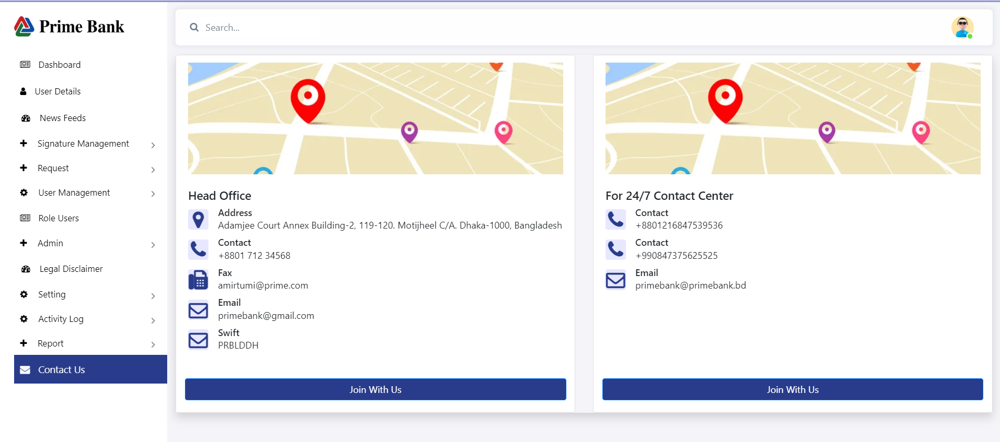 Prime Bank
Search...
Dashboard
User Details
News Feeds
Signature Management
Request
User Management
Role Users
Admin
Legal Disclaimer
Setting
Activity Log
Report
Contact Us
Head Office
Address
Adamjee Court Annex Building-2, 119-120. Motijheel C/A. Dhaka-1000, Bangladesh
Contact
+8801 712 34568
Fax
amirtumi@prime.com
Email
primebank@gmail.com
Swift
PRBLDDH
Join With Us
For 24/7 Contact Center
Contact
+8801216847539536
Contact
+990847375625525
Email
primebank@primebank.bd
Join With Us